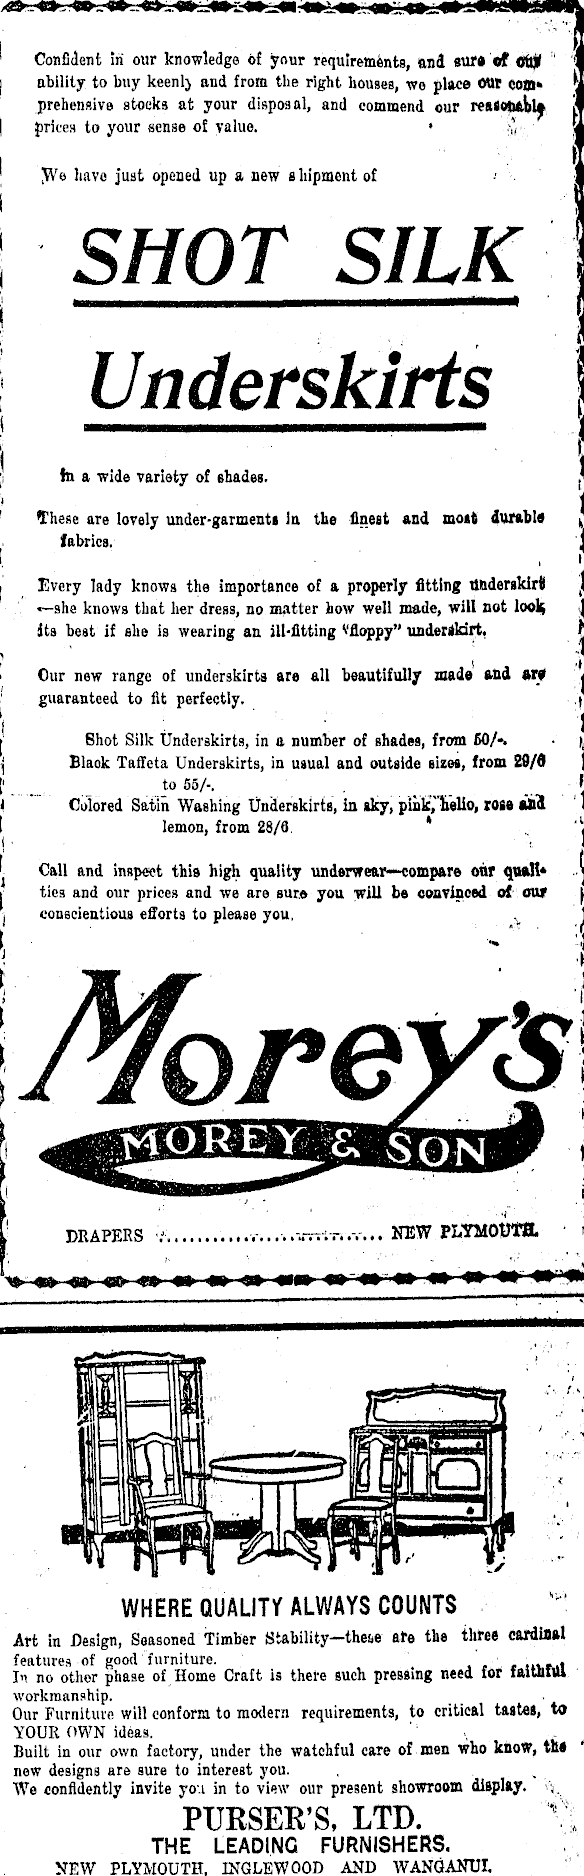 Confident in our knowledge of your requirements, and sure of our
ability to buy keenly and from the right houses, we place our com-
prehensive stocks at your disposal, and commend our reasonable
prices to your sense of value.
We have just opened up a new shipment of
SHOT SILK
Underskirts
In a wide variety of shades.
These are lovely under-garments in the finest and most durable
fabrics.
Every lady knows the importance of a properly fitting underskirt
—she knows that her dress, no matter how well made, will not look
its best if she is wearing an ill-fitting "floppy" underskirt.
Our new range of underskirts are all beautifully made and are
guaranteed to fit perfectly.
Shot Silk Underskirts, in a number of shades, from 50/-.
Black Taffeta Underskirts, in usual and outside sizes, from 29/6
to 55/-.
Colored Satin Washing Underskirts, in sky, pink, helio, rose and
lemon, from 28/6
Call and inspect this high quality underwear—compare our quali-
ties and our prices and we are sure you will be convinced of our
conscientious efforts to please you.
Morey's
MOREY & SON
DRAPERS ............................ NEW PLYMOUTH.
WHERE QUALITY ALWAYS COUNTS
Art in Design, Seasoned Timber Stability—these are the three cardinal
features of good furniture.
In no other phase of Home Craft is there such pressing need for faithful
workmanship.
Our Furniture will conform to modern requirements, to critical tastes, to
YOUR OWN ideas.
Built in our own factory, under the watchful care of men who know, the
new designs are sure to interest you.
We confidently invite you in to view our present showroom display.
PURSER'S, LTD.
THE LEADING FURNISHERS.
NEW PLYMOUTH, INGLEWOOD AND WANGANUI.